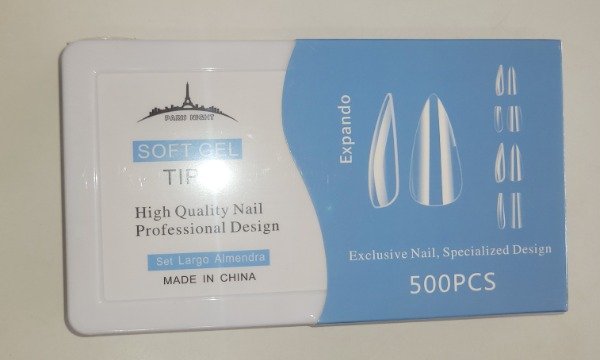 PARIS NIGHT
SOFT GEL
TIP
High Quality Nail
Professional Design
Set Largo Almendra
MADE IN CHINA
Expando
Exclusive Nail, Specialized Design
500PCS